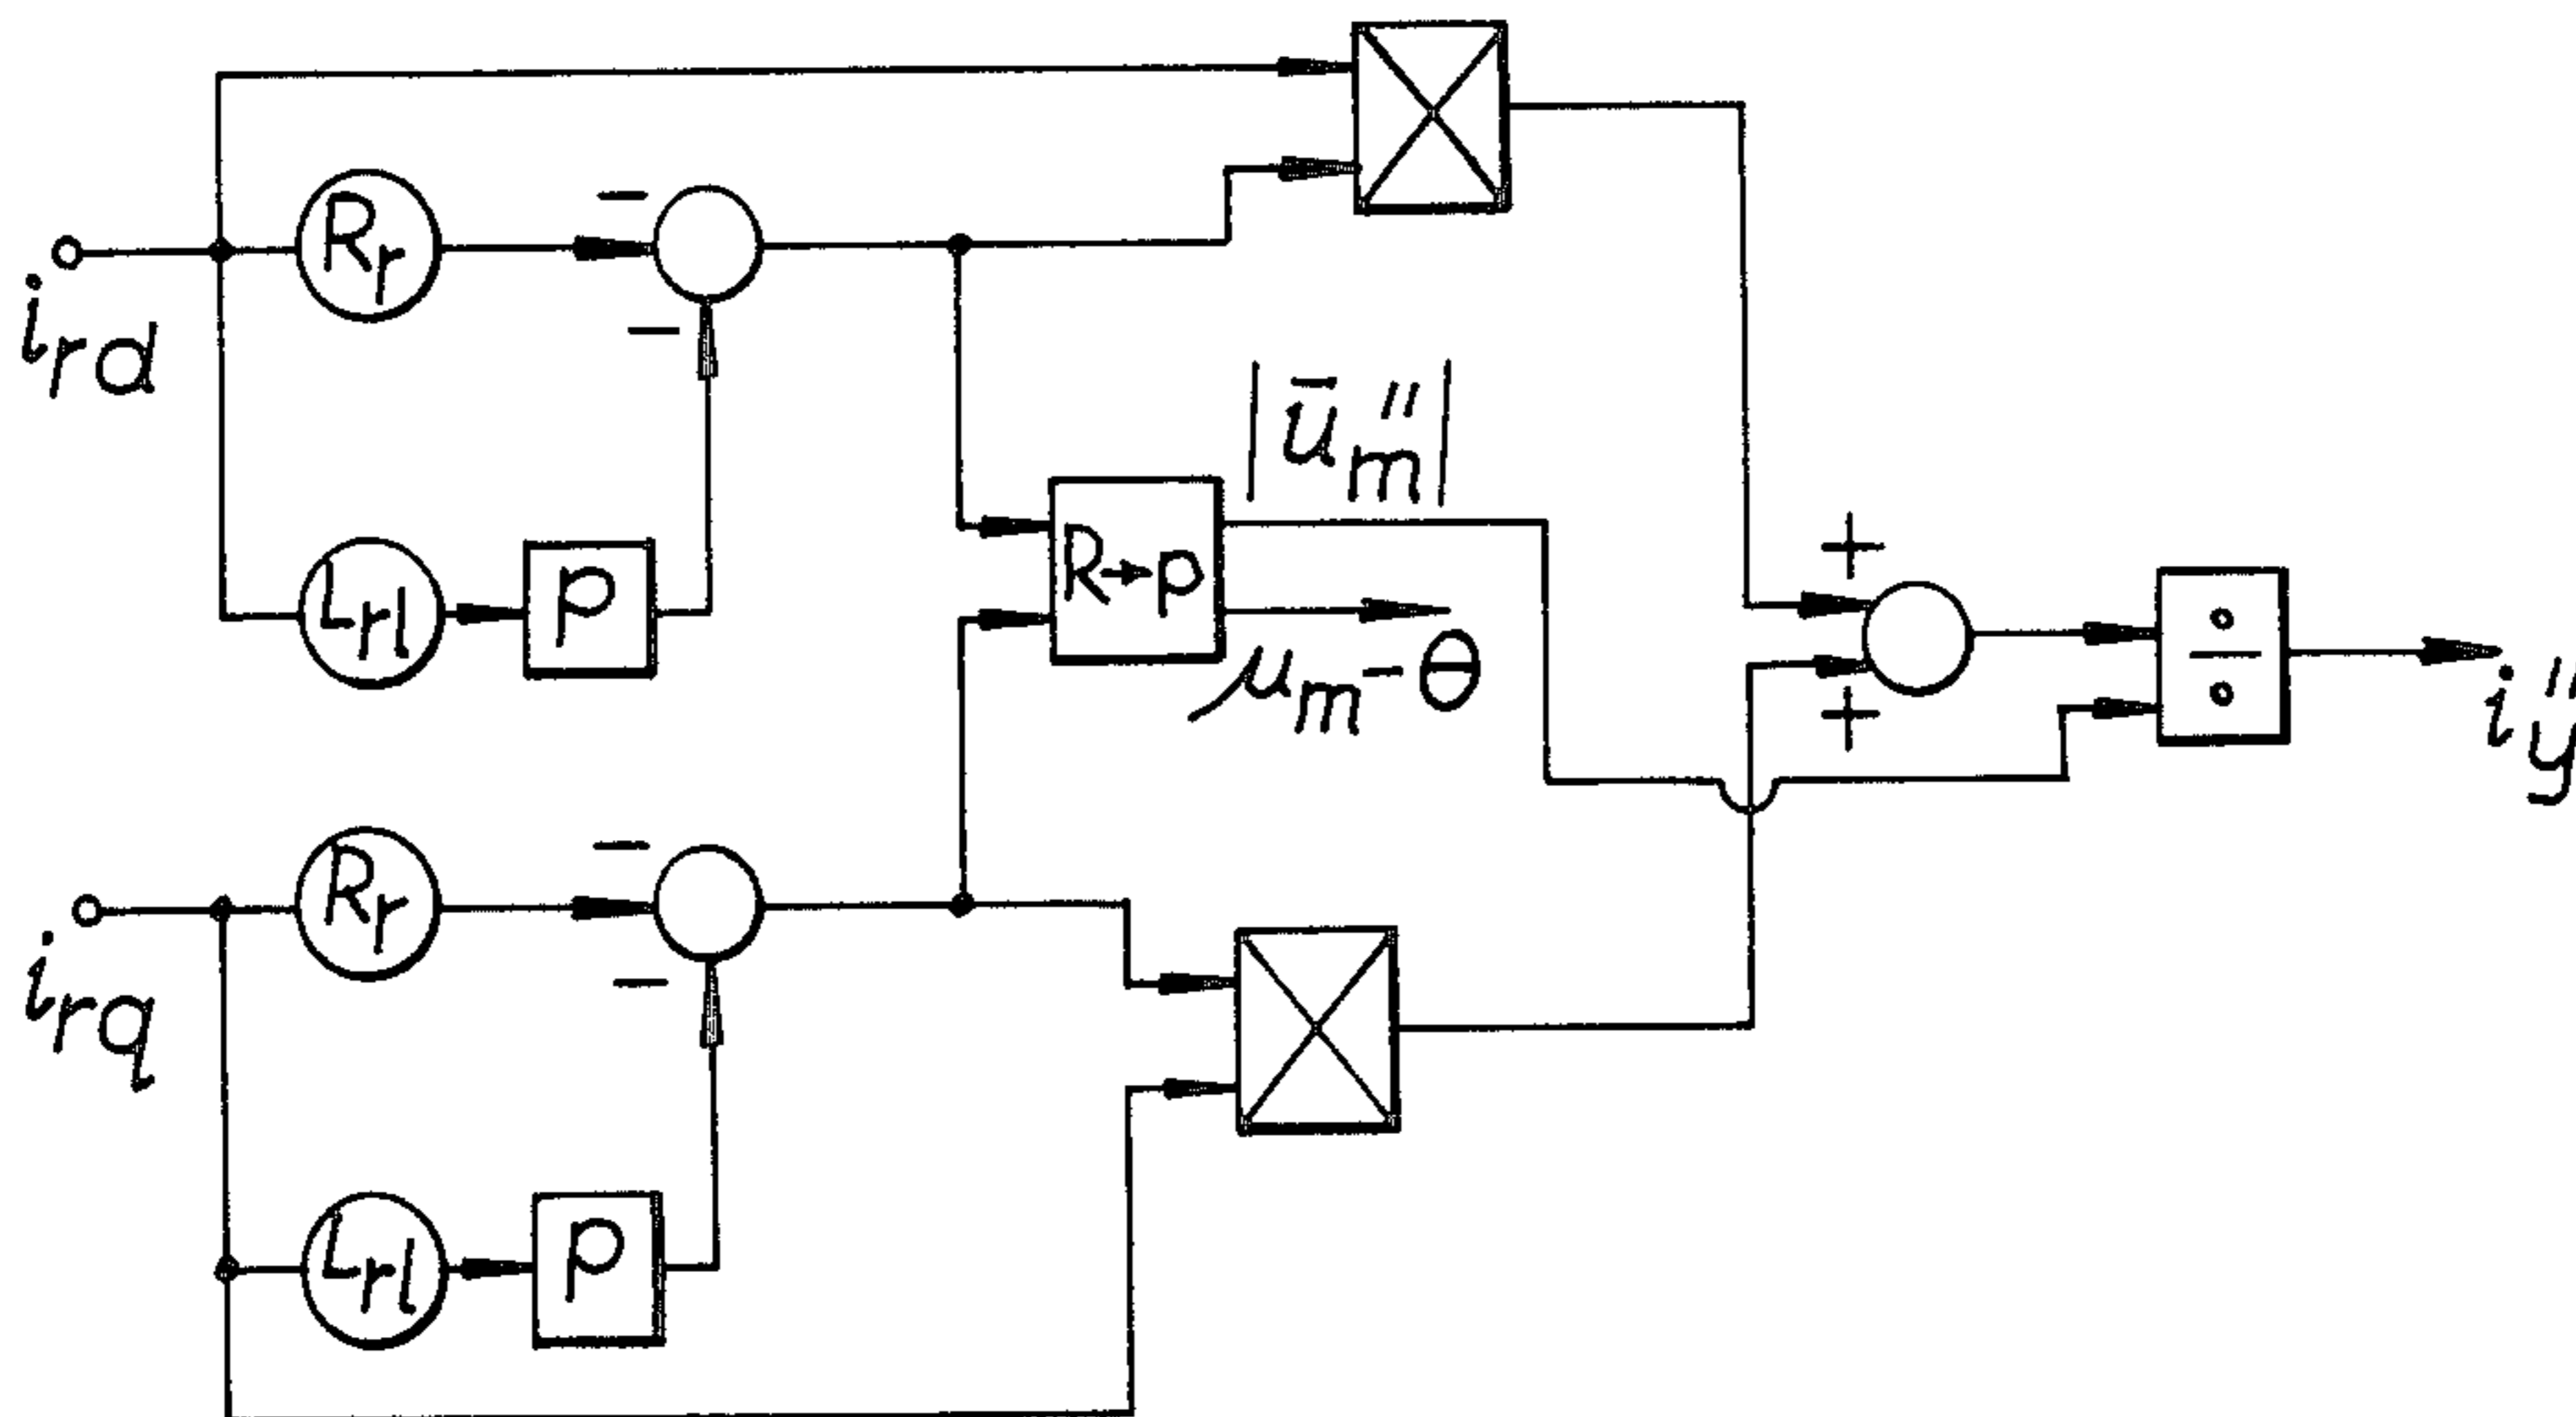 i_rd
R_r
−
−
L_rl
p
|ū_m″|
R→p
μ_m-θ
+
+
÷
i_y″
i_rq
R_r
−
−
L_rl
p